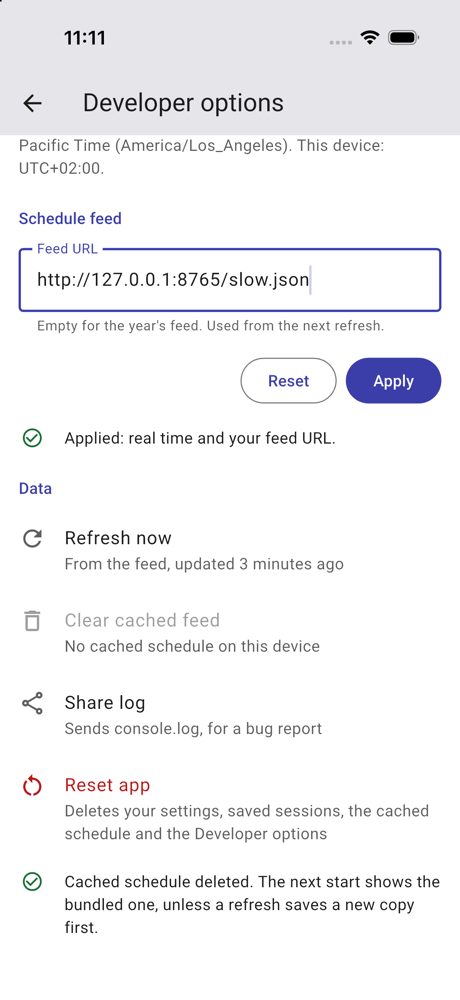 11:11
Developer options
Pacific Time (America/Los_Angeles). This device:
UTC+02:00.
Schedule feed
Feed URL
http://127.0.0.1:8765/slow.json
Empty for the year's feed. Used from the next refresh.
Reset
Apply
Applied: real time and your feed URL.
Data
Refresh now
From the feed, updated 3 minutes ago
Clear cached feed
No cached schedule on this device
Share log
Sends console.log, for a bug report
Reset app
Deletes your settings, saved sessions, the cached
schedule and the Developer options
Cached schedule deleted. The next start shows the
bundled one, unless a refresh saves a new copy
first.